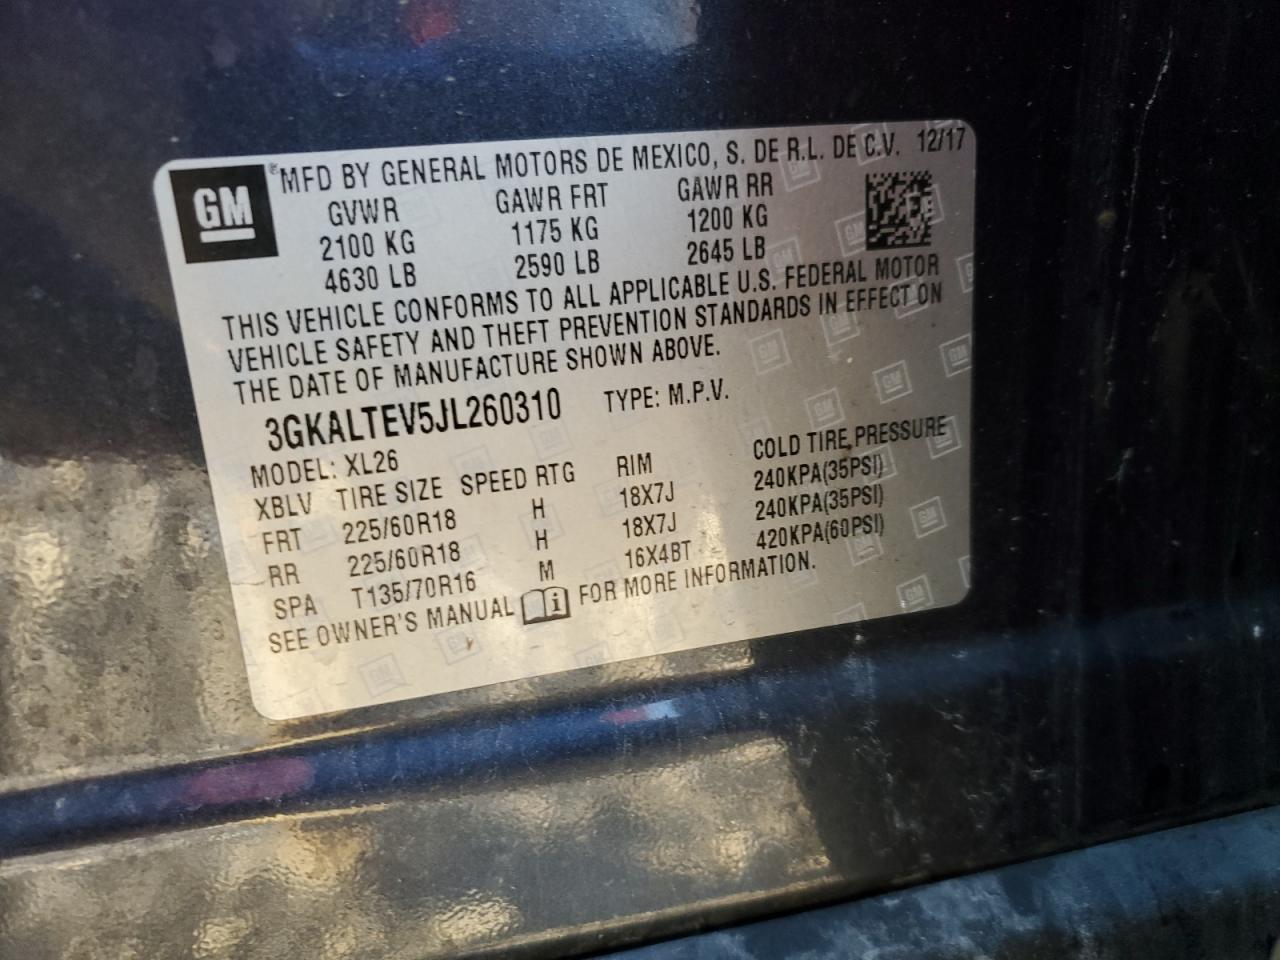 GM
®MFD BY GENERAL MOTORS DE MEXICO, S. DE R.L. DE C.V. 12/17
GVWR GAWR FRT GAWR RR
2100 KG 1175 KG 1200 KG
4630 LB 2590 LB 2645 LB
THIS VEHICLE CONFORMS TO ALL APPLICABLE U.S. FEDERAL MOTOR
VEHICLE SAFETY AND THEFT PREVENTION STANDARDS IN EFFECT ON
THE DATE OF MANUFACTURE SHOWN ABOVE.
3GKALTEV5JL260310 TYPE: M.P.V.
MODEL: XL26
XBLV TIRE SIZE SPEED RTG RIM COLD TIRE PRESSURE
FRT 225/60R18 H 18X7J 240KPA(35PSI)
RR 225/60R18 H 18X7J 240KPA(35PSI)
SPA T135/70R16 M 16X4BT 420KPA(60PSI)
SEE OWNER'S MANUAL FOR MORE INFORMATION.